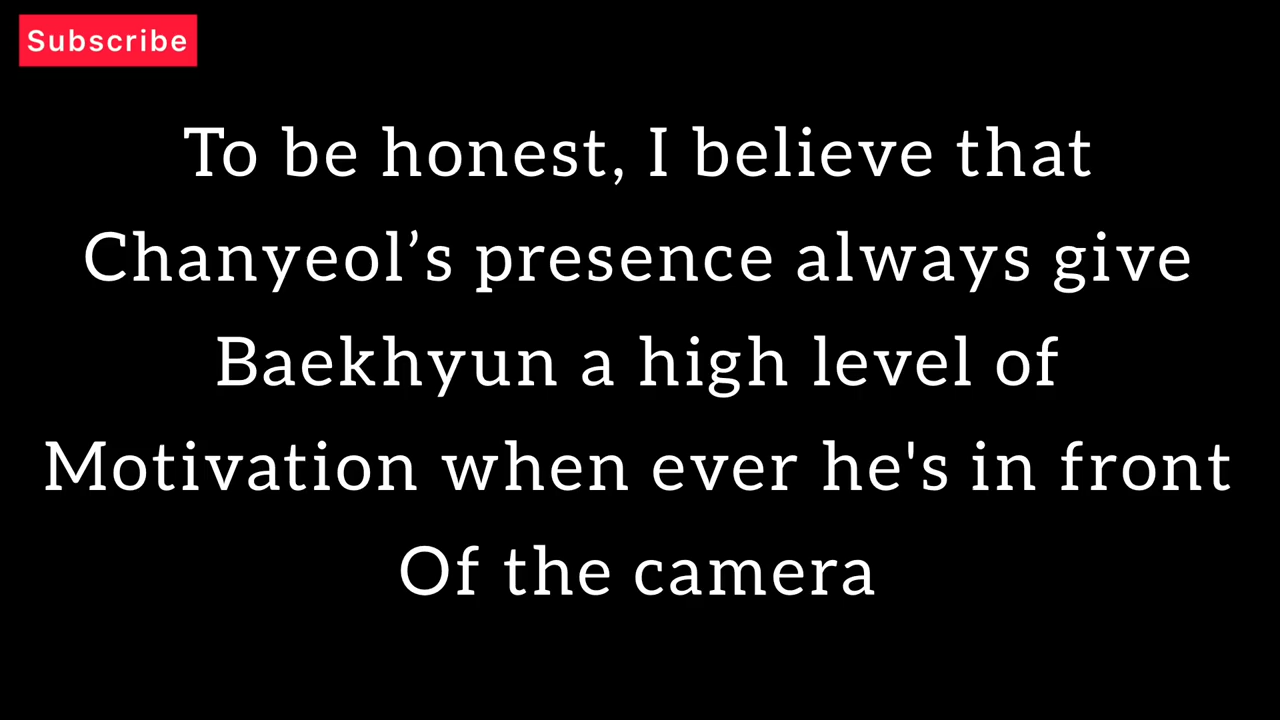 Subscribe
To be honest, I believe that
Chanyeol’s presence always give
Baekhyun a high level of
Motivation when ever he's in front
Of the camera